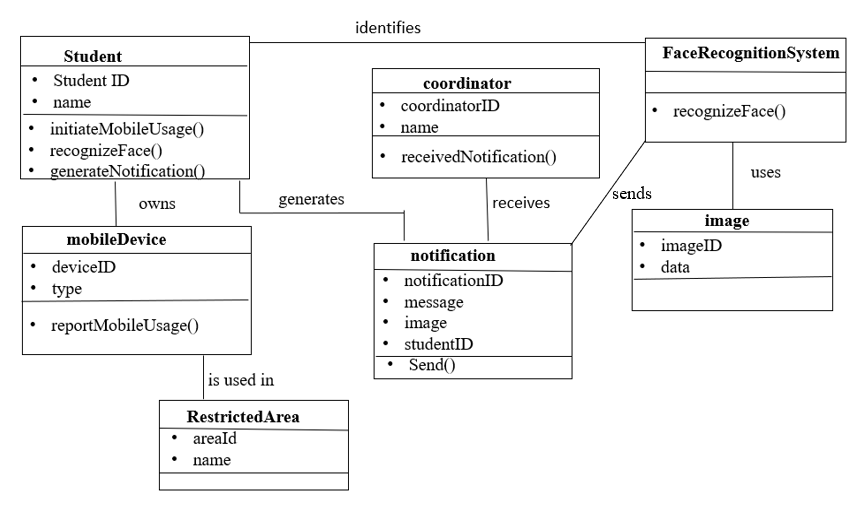 identifies
Student
• Student ID
• name
• initiateMobileUsage()
• recognizeFace()
• generateNotification()
coordinator
• coordinatorID
• name
• receivedNotification()
FaceRecognitionSystem
• recognizeFace()
owns
generates
receives
sends
uses
mobileDevice
• deviceID
• type
• reportMobileUsage()
notification
• notificationID
• message
• image
• studentID
• Send()
image
• imageID
• data
is used in
RestrictedArea
• areaId
• name